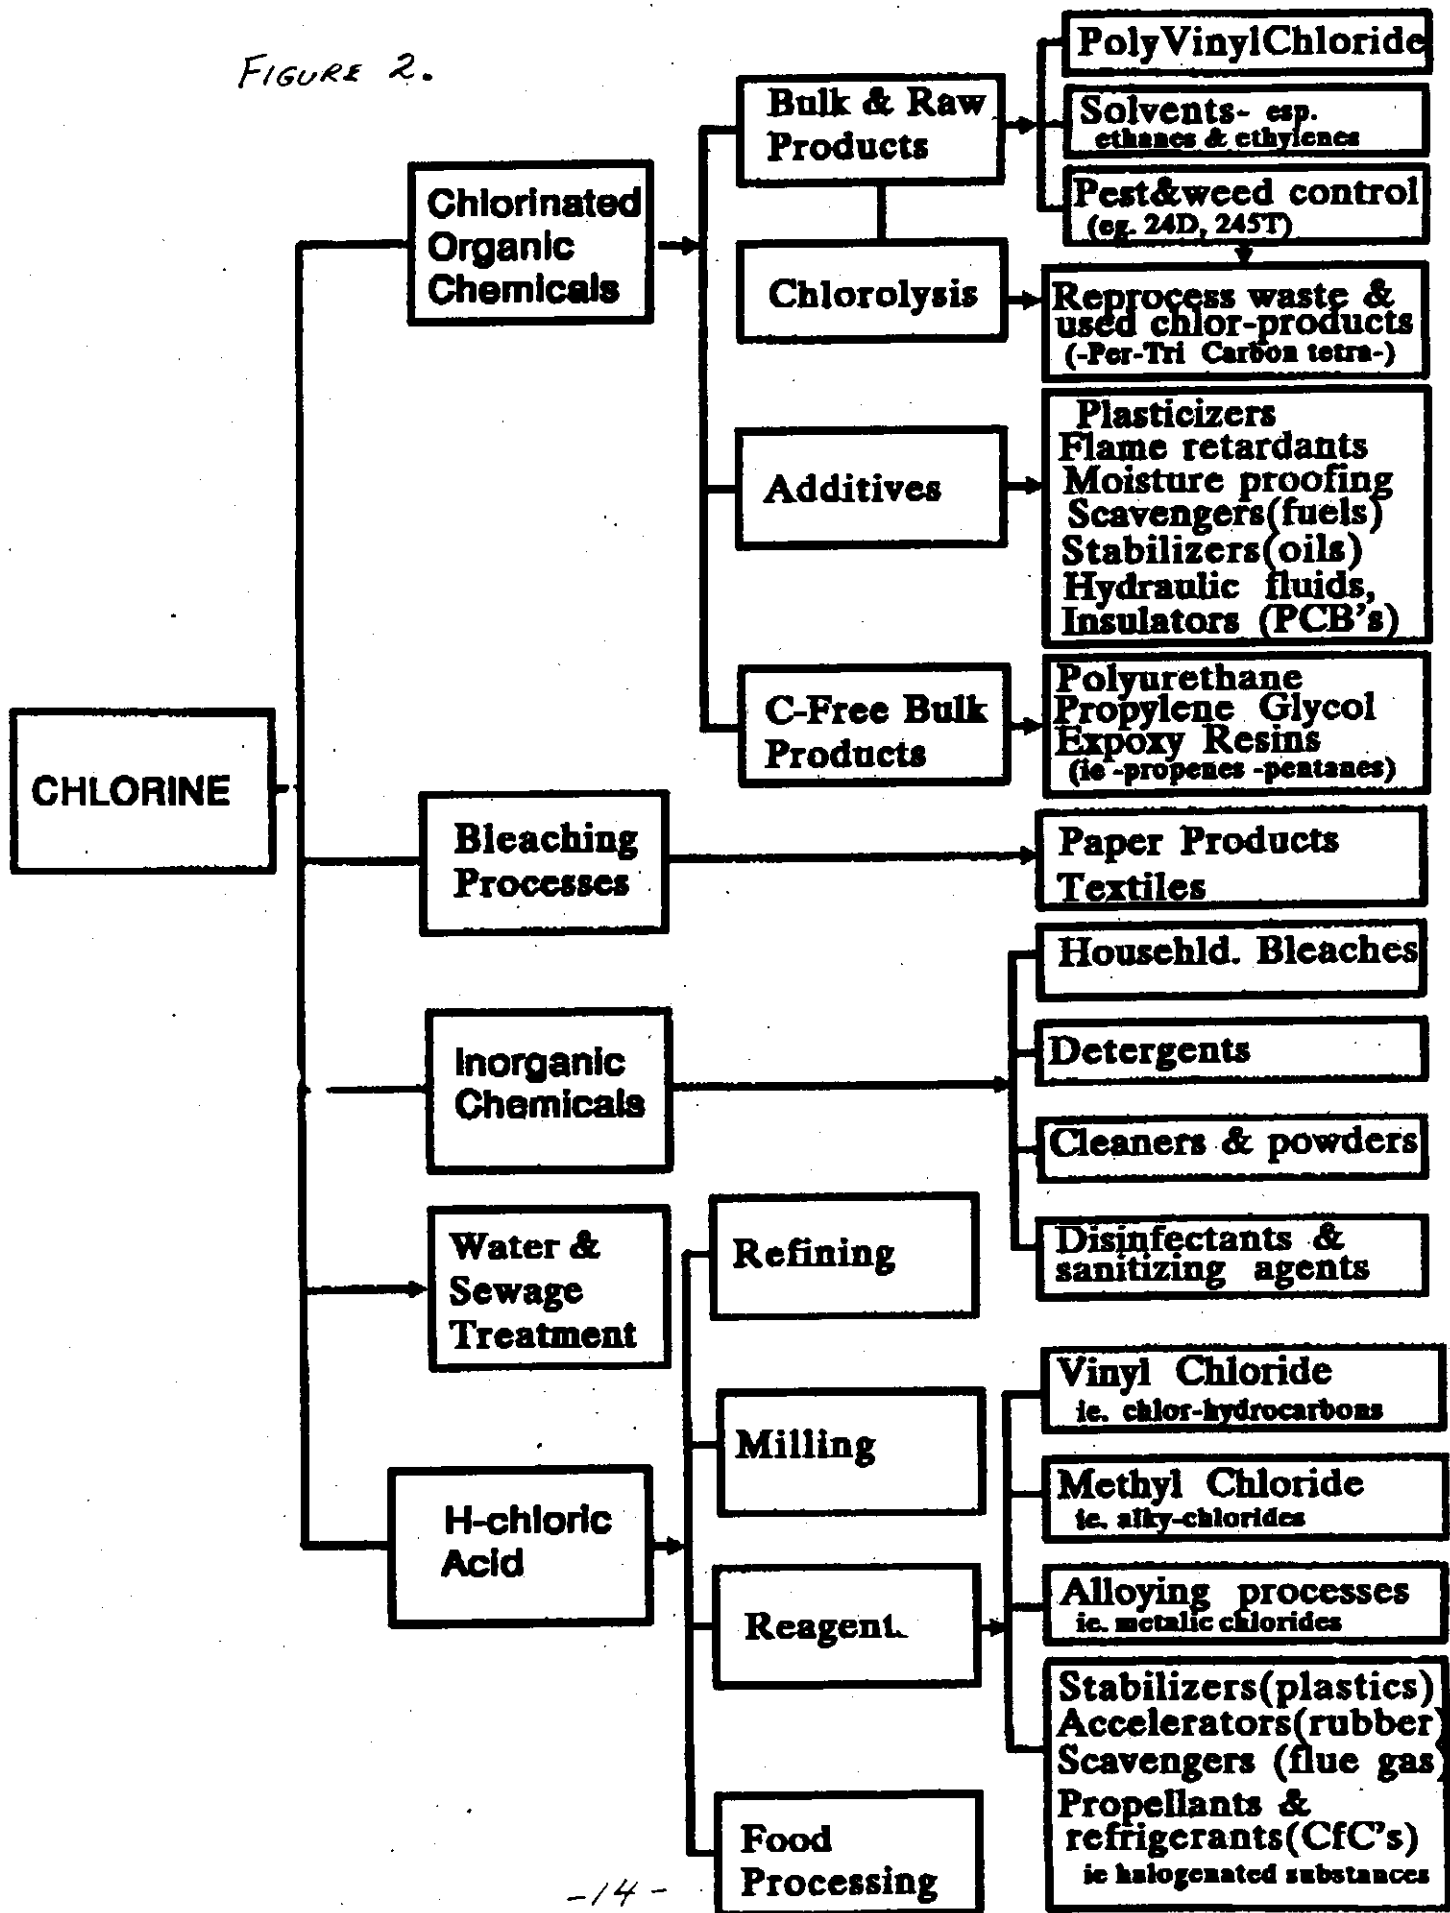 FIGURE 2.
CHLORINE
Chlorinated
Organic
Chemicals
Bulk & Raw
Products
PolyVinylChloride
Solvents- esp.
ethanes & ethylenes
Pest&weed control
(eg. 24D, 245T)
Chlorolysis
Reprocess waste &
used chlor-products
(-Per-Tri Carbon tetra-)
Additives
Plasticizers
Flame retardants
Moisture proofing
Scavengers(fuels)
Stabilizers(oils)
Hydraulic fluids,
Insulators (PCB's)
C-Free Bulk
Products
Polyurethane
Propylene Glycol
Expoxy Resins
(ie -propenes -pentanes)
Bleaching
Processes
Paper Products
Textiles
Inorganic
Chemicals
Househld. Bleaches
Detergents
Cleaners & powders
Disinfectants &
sanitizing agents
Water &
Sewage
Treatment
H-chloric
Acid
Refining
Milling
Reagent.
Vinyl Chloride
ie. chlor-hydrocarbons
Methyl Chloride
ie. alky-chlorides
Alloying processes
ie. metalic chlorides
Stabilizers(plastics)
Accelerators(rubber)
Scavengers (flue gas)
Propellants &
refrigerants(CfC's)
ie halogenated substances
Food
Processing
-14-